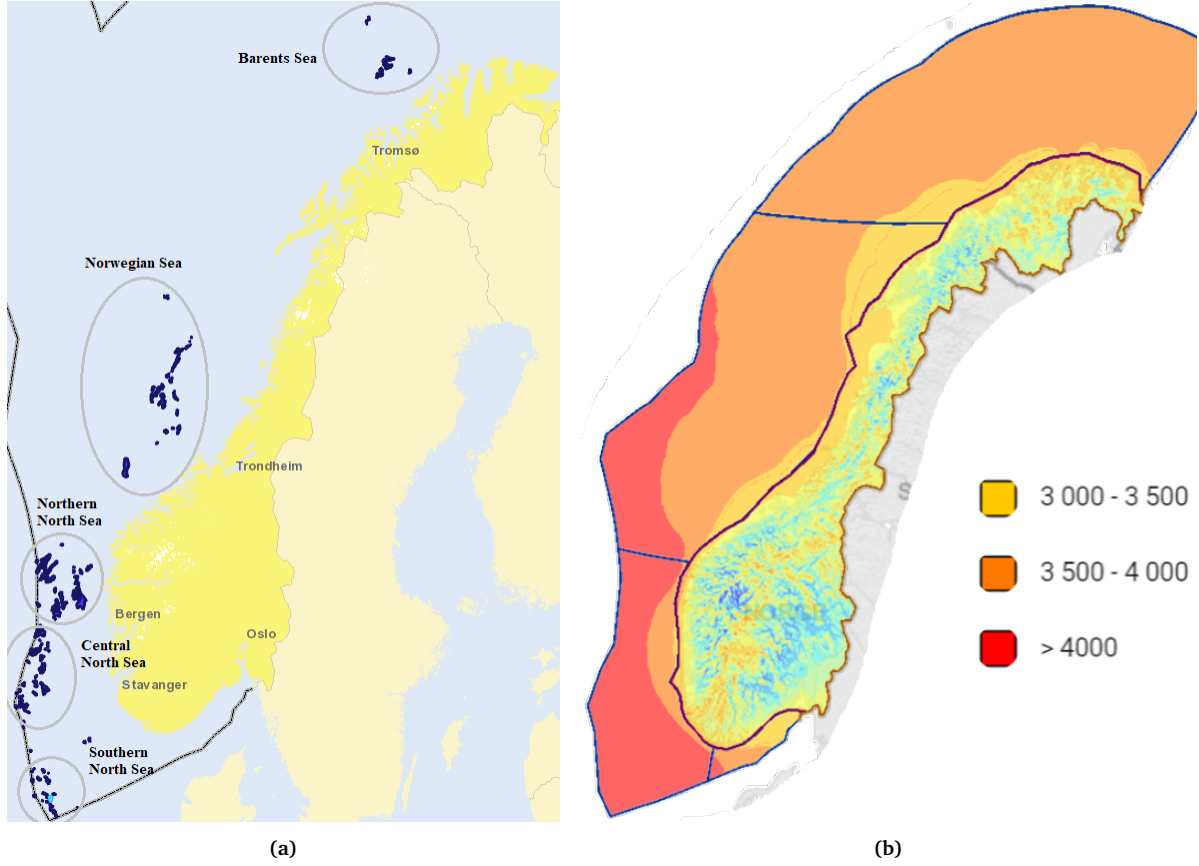 Barents Sea
Tromsø
Norwegian Sea
Trondheim
Northern
North Sea
Bergen
Oslo
Central
North Sea
Stavanger
Southern
North Sea
3 000 - 3 500
3 500 - 4 000
> 4000
(a)
(b)